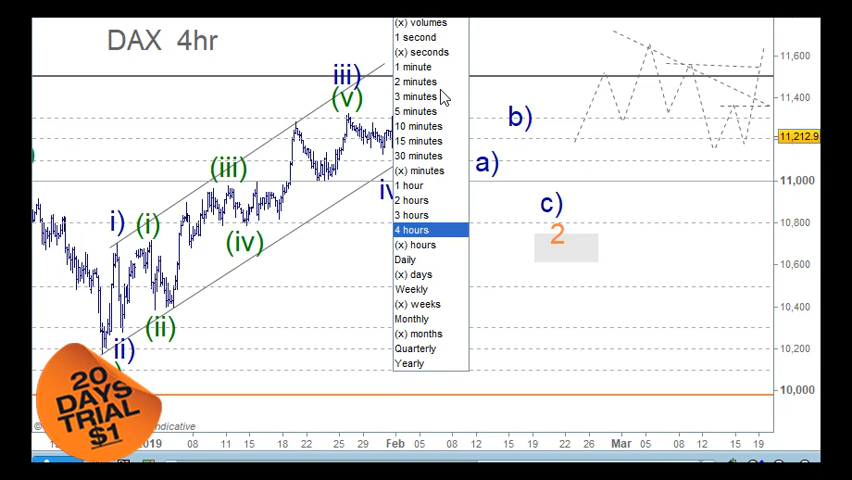 DAX 4hr
(x) volumes
1 second
(x) seconds
1 minute
2 minutes
3 minutes
5 minutes
10 minutes
15 minutes
30 minutes
(x) minutes
1 hour
2 hours
3 hours
4 hours
(x) hours
Daily
(x) days
Weekly
(x) weeks
Monthly
(x) months
Quarterly
Yearly
iii)
(v)
(iii)
i)
(i)
(iv)
(ii)
ii)
iv
b)
a)
c)
2
11,600
11,400
11,212.9
11,000
10,800
10,600
10,400
10,200
10,000
20
DAYS
TRIAL
$1
ndicative
2019 08 11 15 18 22 25 29 Feb 05 08 12 15 19 22 26 Mar 05 08 12 15 19